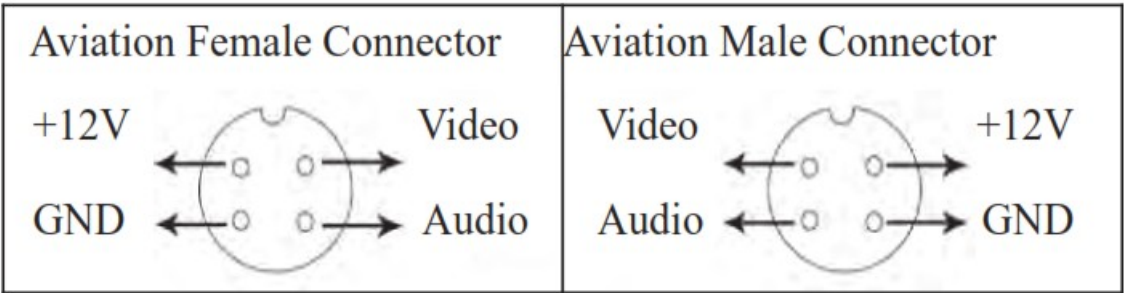 Aviation Female Connector
+12V Video
GND Audio
Aviation Male Connector
Video +12V
Audio GND